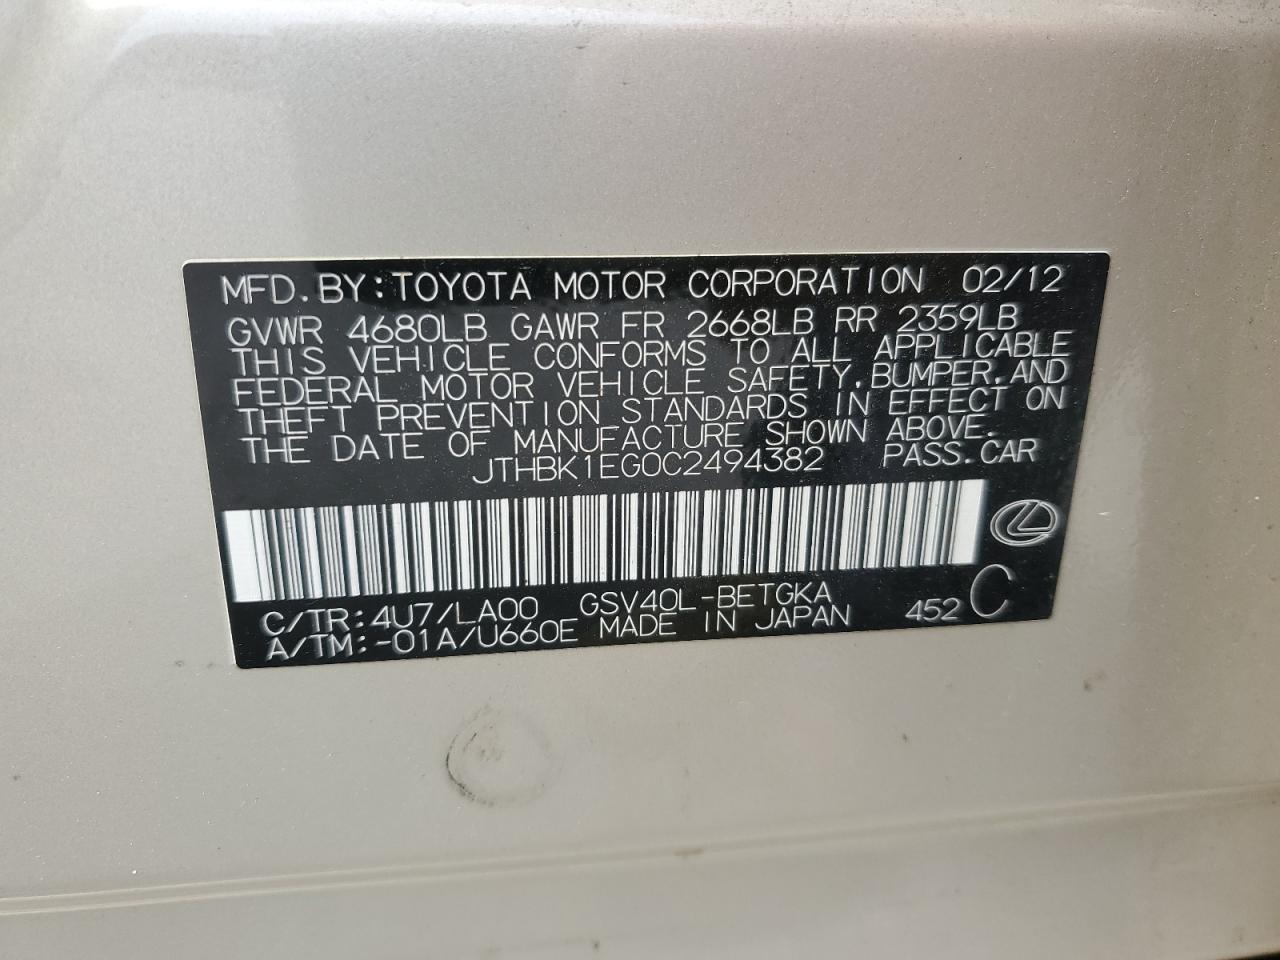 MFD. BY: TOYOTA MOTOR CORPORATION 02/12
GVWR 4680LB GAWR FR 2668LB RR 2359LB
THIS VEHICLE CONFORMS TO ALL APPLICABLE
FEDERAL MOTOR VEHICLE SAFETY, BUMPER, AND
THEFT PREVENTION STANDARDS IN EFFECT ON
THE DATE OF MANUFACTURE SHOWN ABOVE.
JTHBK1EG0C2494382 PASS. CAR
C/TR: 4U7/LA00 GSV40L-BETGKA 452 C
A/TM: -01A/U660E MADE IN JAPAN